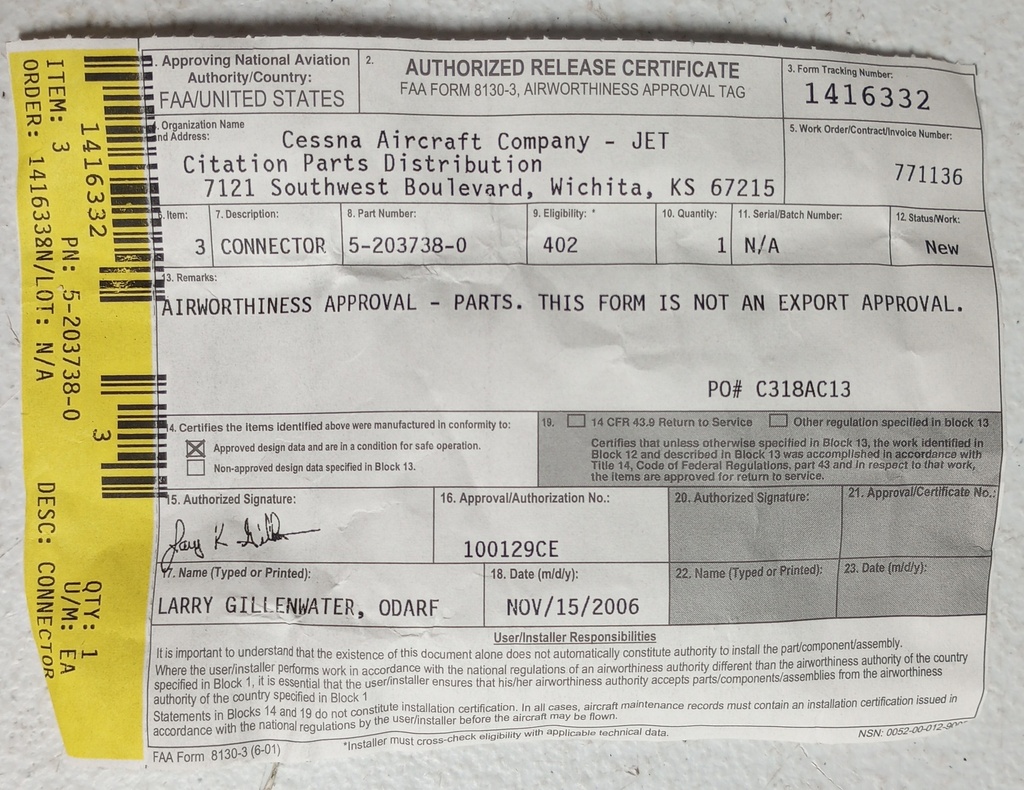 ITEM: 3
ORDER: 1416338N/LOT: N/A
1416332
PN: 5-203738-0
3
QTY: 1
U/M: EA
DESC: CONNECTOR
1. Approving National Aviation
Authority/Country:
FAA/UNITED STATES
2.
AUTHORIZED RELEASE CERTIFICATE
FAA FORM 8130-3, AIRWORTHINESS APPROVAL TAG
3. Form Tracking Number:
1416332
Organization Name
and Address:
Cessna Aircraft Company - JET
Citation Parts Distribution
7121 Southwest Boulevard, Wichita, KS 67215
5. Work Order/Contract/Invoice Number:
771136
Item:
3
7. Description:
CONNECTOR
8. Part Number:
5-203738-0
9. Eligibility: *
402
10. Quantity:
1
11. Serial/Batch Number:
N/A
12. Status/Work:
New
13. Remarks:
AIRWORTHINESS APPROVAL - PARTS. THIS FORM IS NOT AN EXPORT APPROVAL.
PO# C318AC13
14. Certifies the items identified above were manufactured in conformity to:
Approved design data and are in a condition for safe operation.
Non-approved design data specified in Block 13.
19. 14 CFR 43.9 Return to Service Other regulation specified in block 13
Certifies that unless otherwise specified in Block 13, the work identified in
Block 12 and described in Block 13 was accomplished in accordance with
Title 14, Code of Federal Regulations, part 43 and in respect to that work,
the items are approved for return to service.
15. Authorized Signature:
16. Approval/Authorization No.:
100129CE
20. Authorized Signature:
21. Approval/Certificate No.:
17. Name (Typed or Printed):
LARRY GILLENWATER, ODARF
18. Date (m/d/y):
NOV/15/2006
22. Name (Typed or Printed):
23. Date (m/d/y):
User/Installer Responsibilities
It is important to understand that the existence of this document alone does not automatically constitute authority to install the part/component/assembly.
Where the user/installer performs work in accordance with the national regulations of an airworthiness authority different than the airworthiness authority of the country
specified in Block 1, it is essential that the user/installer ensures that his/her airworthiness authority accepts parts/components/assemblies from the airworthiness
authority of the country specified in Block 1
Statements in Blocks 14 and 19 do not constitute installation certification. In all cases, aircraft maintenance records must contain an installation certification issued in
accordance with the national regulations by the user/installer before the aircraft may be flown.
FAA Form 8130-3 (6-01)
*Installer must cross-check eligibility with applicable technical data.
NSN: 0052-00-012-